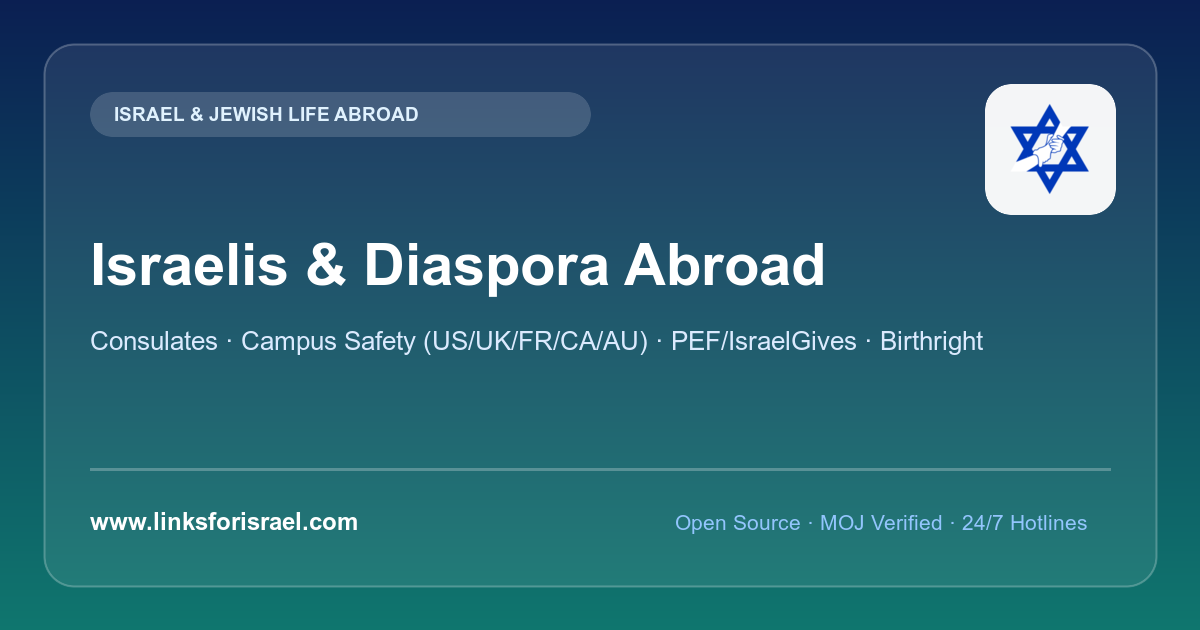 ISRAEL & JEWISH LIFE ABROAD
Israelis & Diaspora Abroad
Consulates · Campus Safety (US/UK/FR/CA/AU) · PEF/IsraelGives · Birthright
www.linksforisrael.com
Open Source · MOJ Verified · 24/7 Hotlines